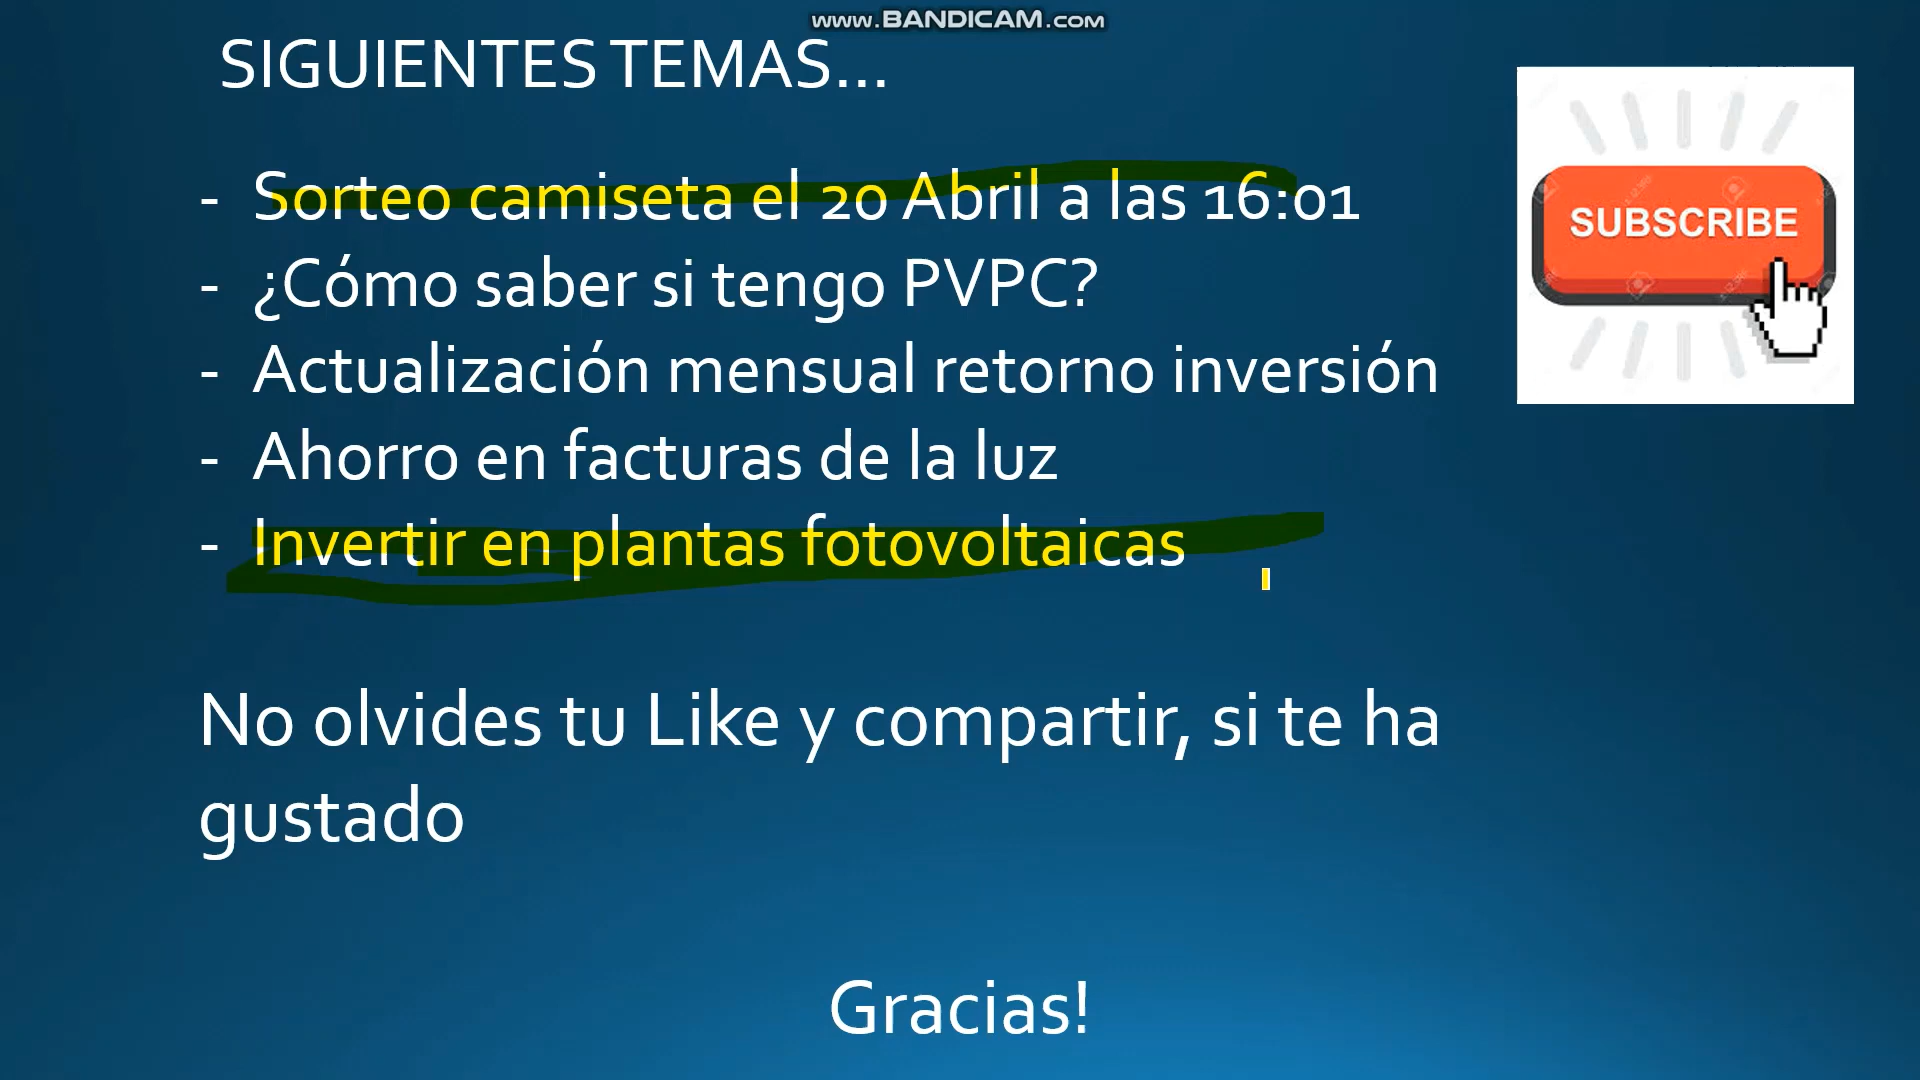 www.BANDICAM.com
SIGUIENTES TEMAS...
- Sorteo camiseta el 20 Abril a las 16:01
- ¿Cómo saber si tengo PVPC?
- Actualización mensual retorno inversión
- Ahorro en facturas de la luz
- Invertir en plantas fotovoltaicas
SUBSCRIBE
No olvides tu Like y compartir, si te ha
gustado
Gracias!